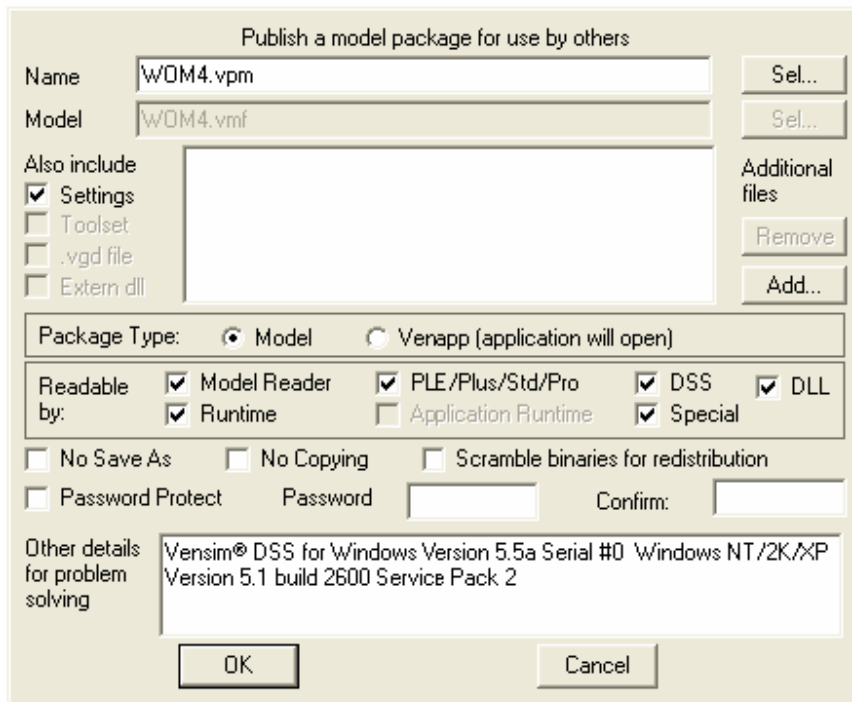 Publish a model package for use by others
Name WOM4.vpm Sel...
Model WOM4.vmf Sel...
Also include
Settings
Toolset
.vgd file
Extern dll
Additional
files
Remove
Add...
Package Type: Model Venapp (application will open)
Readable
by:
Model Reader PLE/Plus/Std/Pro DSS DLL
Runtime Application Runtime Special
No Save As No Copying Scramble binaries for redistribution
Password Protect Password Confirm:
Other details
for problem
solving
Vensim® DSS for Windows Version 5.5a Serial #0 Windows NT/2K/XP
Version 5.1 build 2600 Service Pack 2
OK Cancel